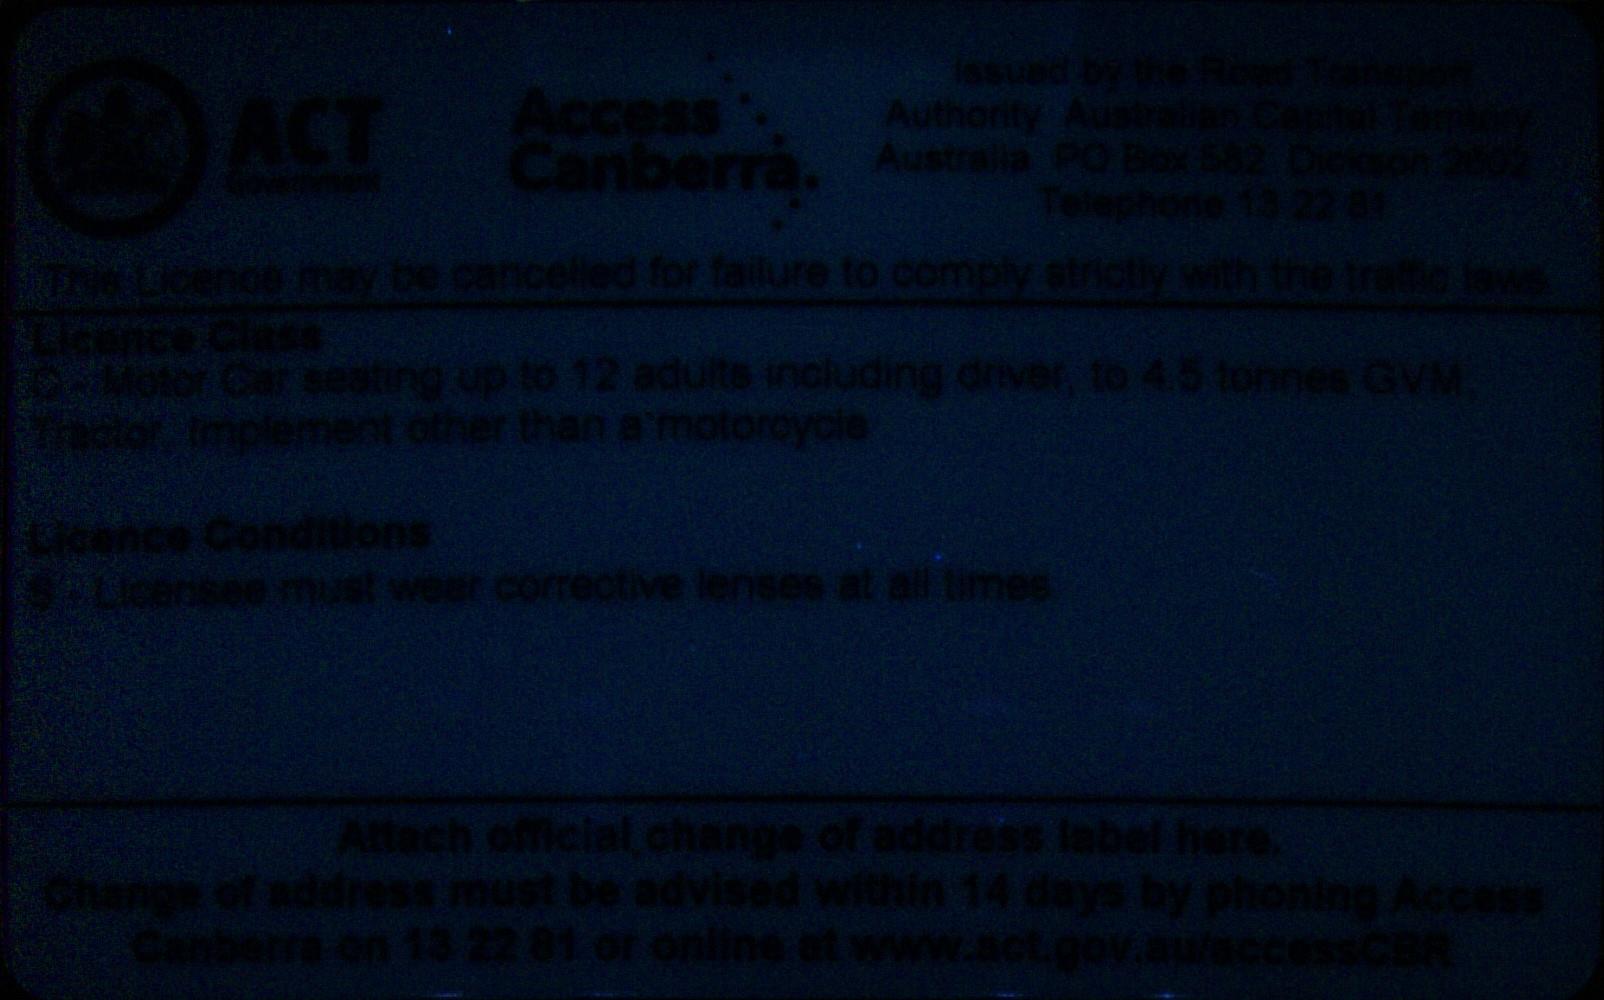 ACT
Government
Access
Canberra.
Issued by the Road Transport
Authority Australian Capital Territory
Australia PO Box 582 Dickson 2602
Telephone 13 22 81
This Licence may be cancelled for failure to comply strictly with the traffic laws.
Licence Class
C - Motor Car seating up to 12 adults including driver, to 4.5 tonnes GVM,
Tractor, Implement other than a motorcycle
Licence Conditions
S - Licensee must wear corrective lenses at all times
Attach official change of address label here.
Change of address must be advised within 14 days by phoning Access
Canberra on 13 22 81 or online at www.act.gov.au/accessCBR